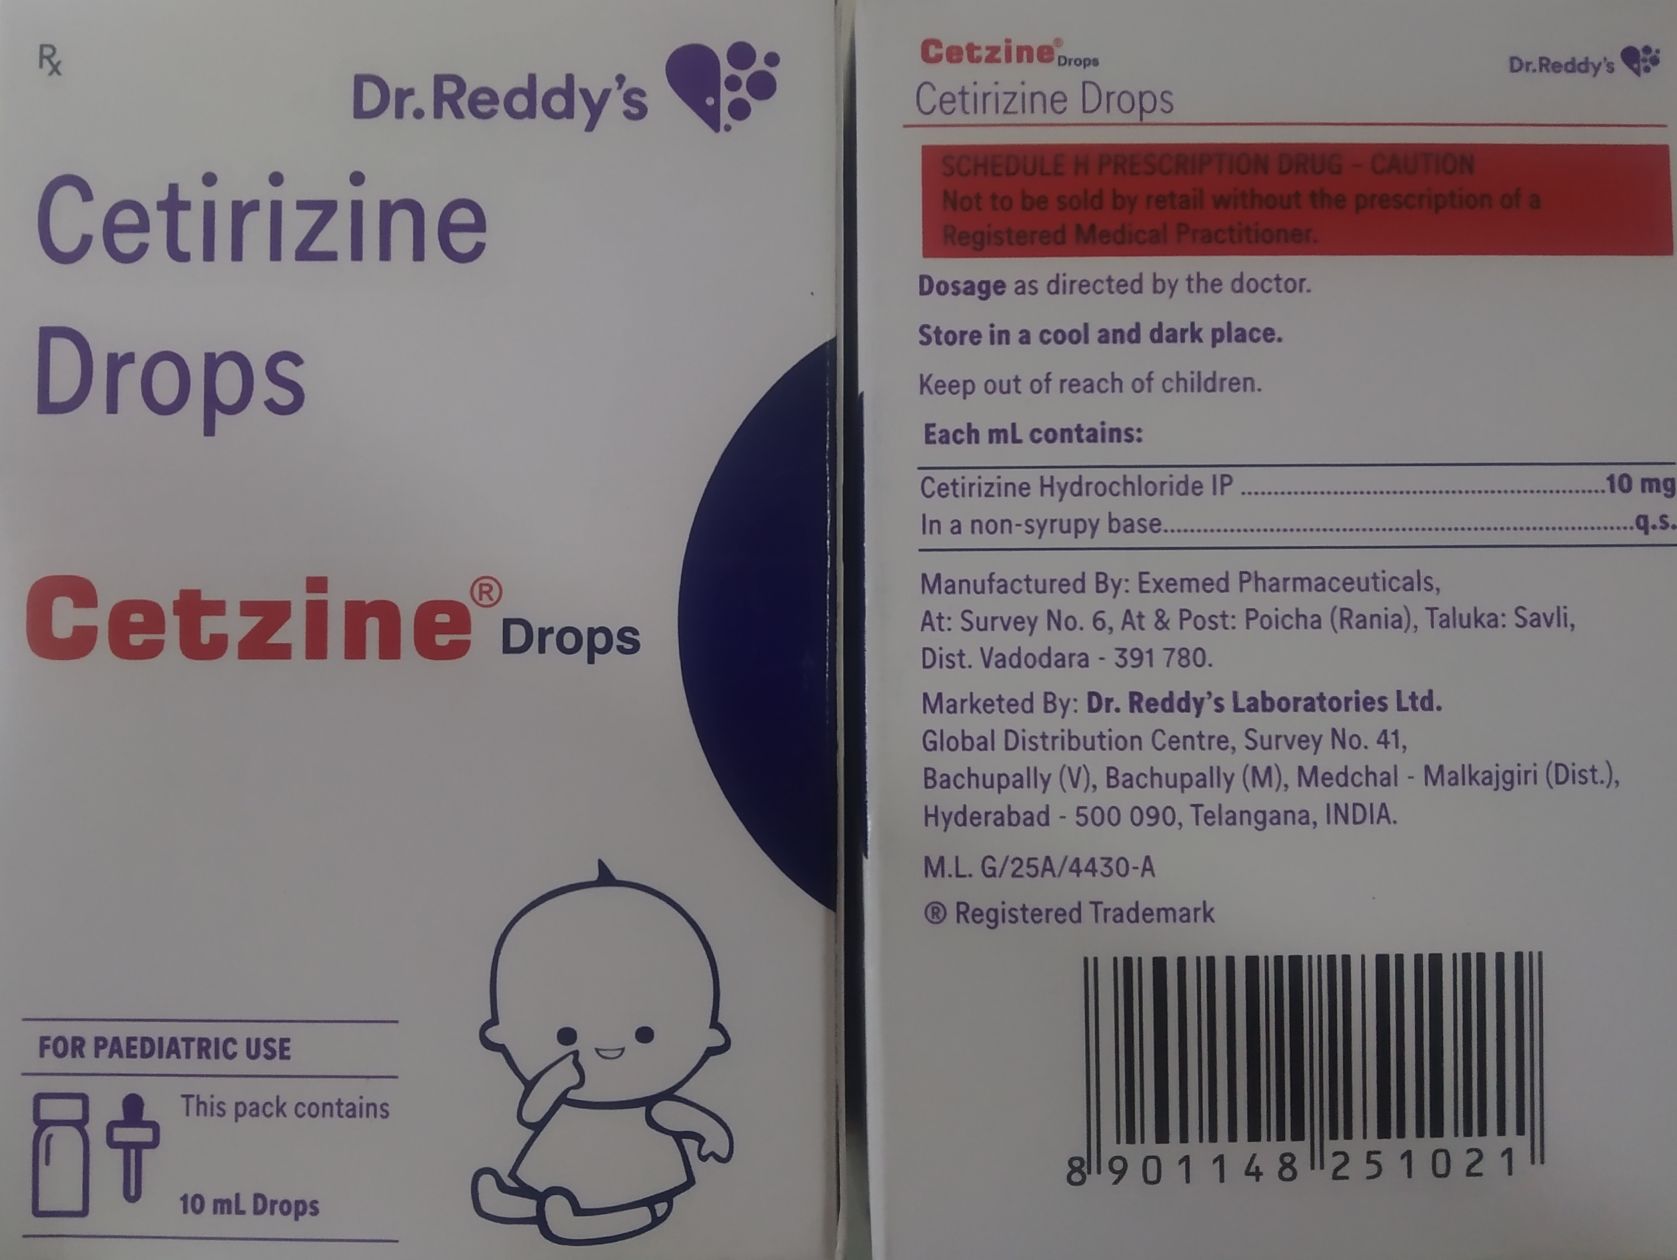 Rx
Dr.Reddy's
Cetirizine
Drops
Cetzine® Drops
FOR PAEDIATRIC USE
This pack contains
10 mL Drops
Cetzine® Drops
Dr.Reddy's
Cetirizine Drops
SCHEDULE H PRESCRIPTION DRUG - CAUTION
Not to be sold by retail without the prescription of a
Registered Medical Practitioner.
Dosage as directed by the doctor.
Store in a cool and dark place.
Keep out of reach of children.
Each mL contains:
Cetirizine Hydrochloride IP ..........10 mg
In a non-syrupy base..........q.s.
Manufactured By: Exemed Pharmaceuticals,
At: Survey No. 6, At & Post: Poicha (Rania), Taluka: Savli,
Dist. Vadodara - 391 780.
Marketed By: Dr. Reddy's Laboratories Ltd.
Global Distribution Centre, Survey No. 41,
Bachupally (V), Bachupally (M), Medchal - Malkajgiri (Dist.),
Hyderabad - 500 090, Telangana, INDIA.
M.L. G/25A/4430-A
® Registered Trademark
8 901148 251021